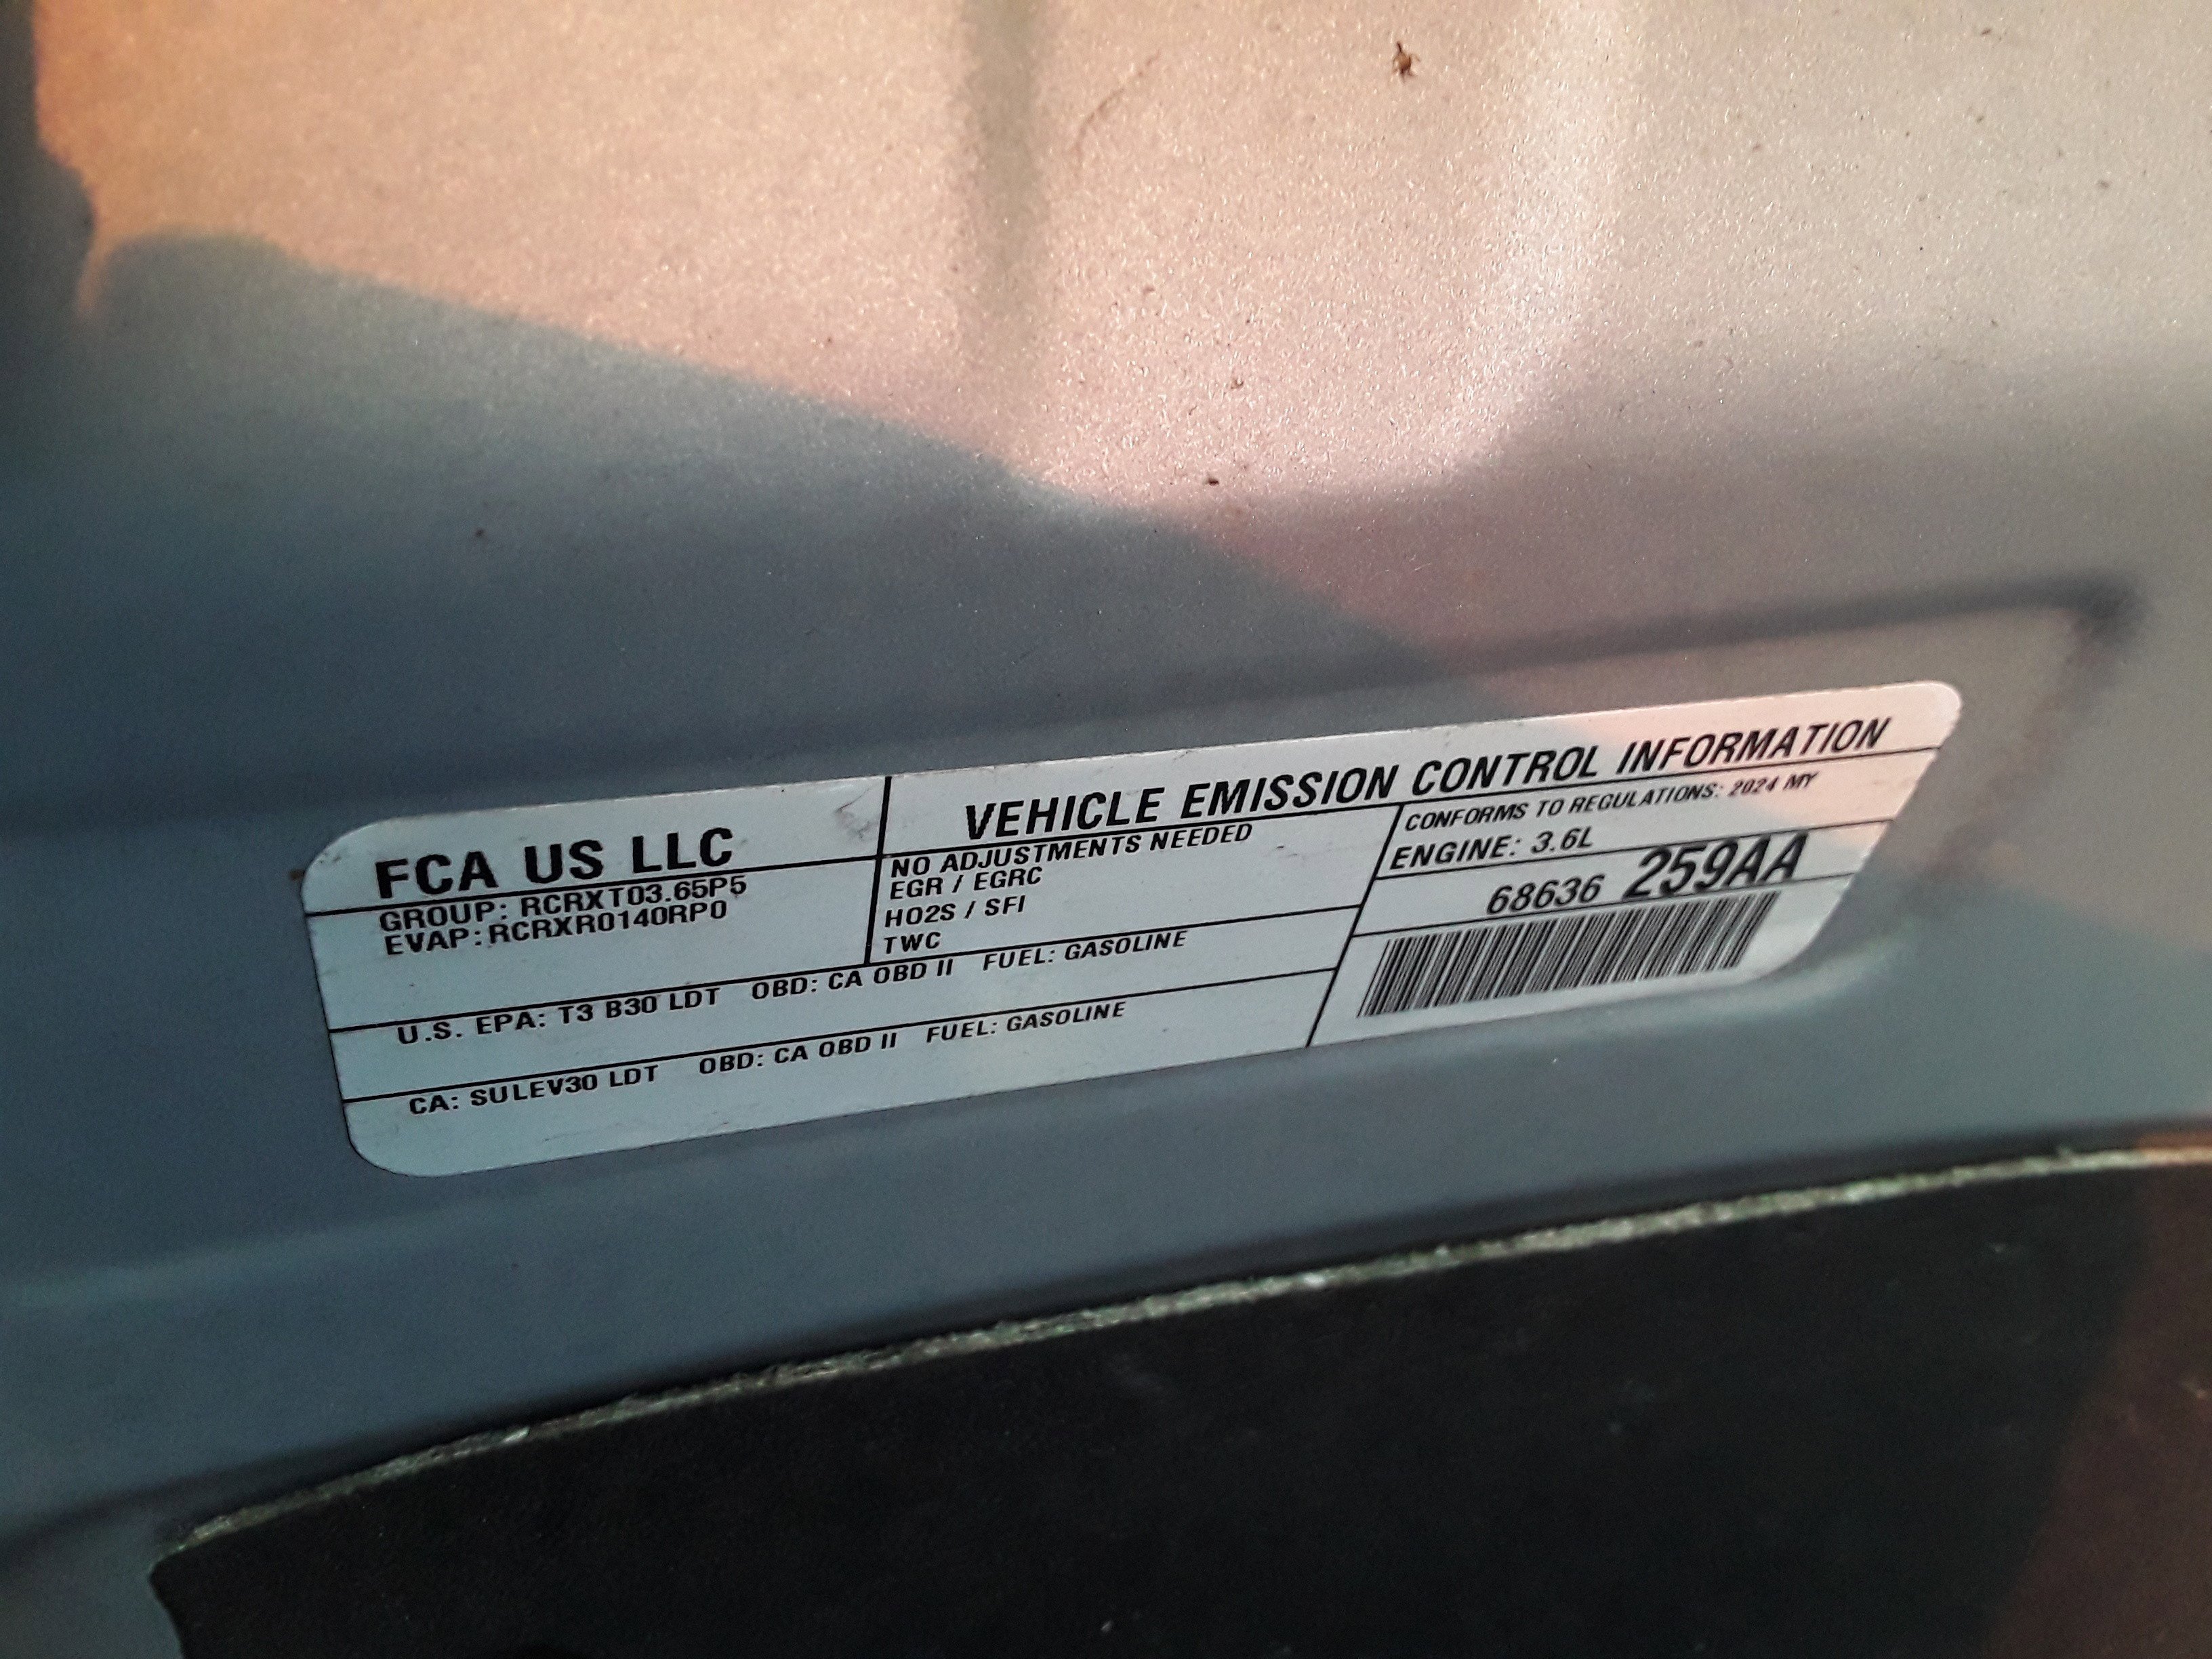 FCA US LLC
VEHICLE EMISSION CONTROL INFORMATION
GROUP: RCRXT03.65P5
EVAP: RCRXR0140RP0
NO ADJUSTMENTS NEEDED
EGR / EGRC
HO2S / SFI
TWC
CONFORMS TO REGULATIONS: 2024 MY
ENGINE: 3.6L
68636 259AA
U.S. EPA: T3 B30 LDT OBD: CA OBD II FUEL: GASOLINE
CA: SULEV30 LDT OBD: CA OBD II FUEL: GASOLINE